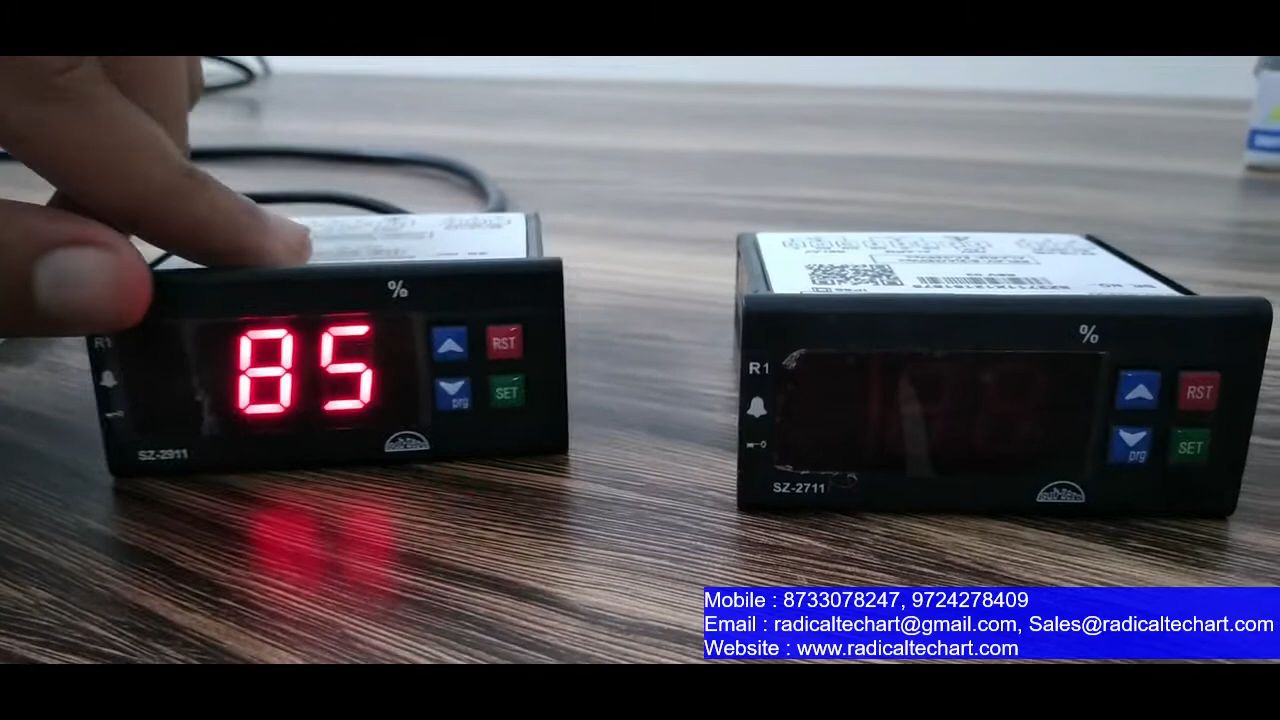 %
85
R1
RST
prg
SET
SZ-2911
%
R1
RST
prg
SET
SZ-2711
Mobile : 8733078247, 9724278409
Email : radicaltechart@gmail.com, Sales@radicaltechart.com
Website : www.radicaltechart.com